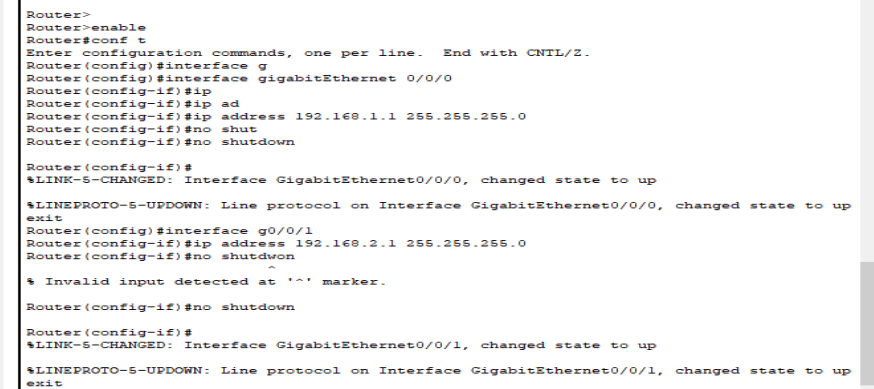 Router>
Router>enable
Router#conf t
Enter configuration commands, one per line.  End with CNTL/Z.
Router(config)#interface g
Router(config)#interface gigabitEthernet 0/0/0
Router(config-if)#ip
Router(config-if)#ip ad
Router(config-if)#ip address 192.168.1.1 255.255.255.0
Router(config-if)#no shut
Router(config-if)#no shutdown
Router(config-if)#
%LINK-5-CHANGED: Interface GigabitEthernet0/0/0, changed state to up
%LINEPROTO-5-UPDOWN: Line protocol on Interface GigabitEthernet0/0/0, changed state to up
exit
Router(config)#interface g0/0/1
Router(config-if)#ip address 192.168.2.1 255.255.255.0
Router(config-if)#no shutdwon
^
% Invalid input detected at '^' marker.
Router(config-if)#no shutdown
Router(config-if)#
%LINK-5-CHANGED: Interface GigabitEthernet0/0/1, changed state to up
%LINEPROTO-5-UPDOWN: Line protocol on Interface GigabitEthernet0/0/1, changed state to up
exit